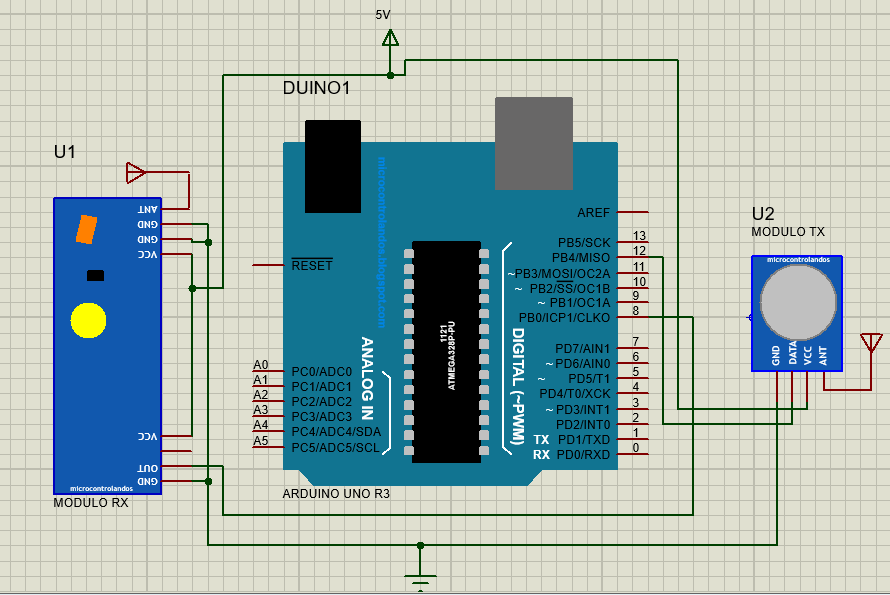 5V
DUINO1
U1
ANT
GND
GND
VCC
VCC
OUT
GND
microcontrolandos
MODULO RX
microcontrolandos.blogspot.com
RESET
1121
ATMEGA328P-PU
ANALOG IN
A0 PC0/ADC0
A1 PC1/ADC1
A2 PC2/ADC2
A3 PC3/ADC3
A4 PC4/ADC4/SDA
A5 PC5/ADC5/SCL
DIGITAL (~PWM)
AREF
PB5/SCK 13
PB4/MISO 12
~PB3/MOSI/OC2A 11
~ PB2/SS/OC1B 10
~ PB1/OC1A 9
PB0/ICP1/CLKO 8
PD7/AIN1 7
~ PD6/AIN0 6
~ PD5/T1 5
PD4/T0/XCK 4
~ PD3/INT1 3
PD2/INT0 2
TX PD1/TXD 1
RX PD0/RXD 0
ARDUINO UNO R3
U2
MODULO TX
microcontrolandos
GND
DATA
VCC
ANT